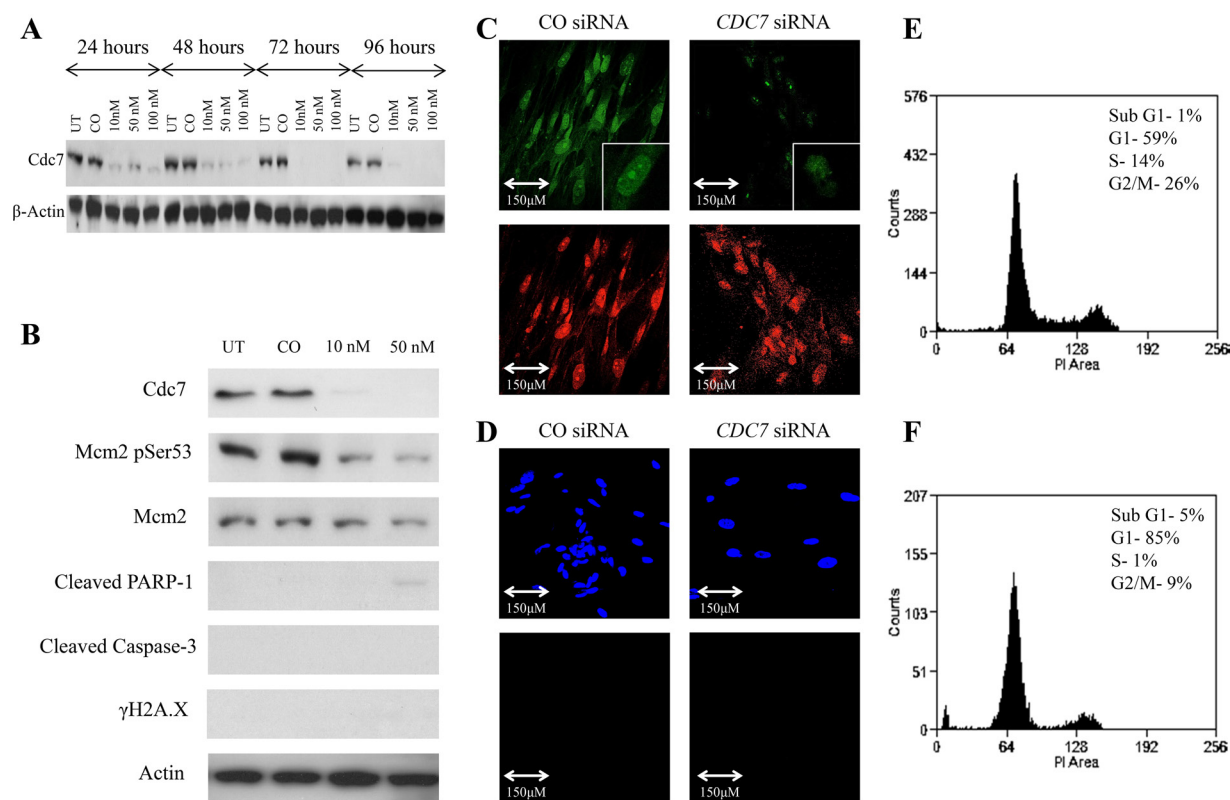 A
24 hours 48 hours 72 hours 96 hours
UT CO 10nM 50 nM 100 nM UT CO 10nM 50 nM 100 nM UT CO 10nM 50 nM 100 nM UT CO 10nM 50 nM 100 nM
Cdc7
β-Actin
B
UT CO 10 nM 50 nM
Cdc7
Mcm2 pSer53
Mcm2
Cleaved PARP-1
Cleaved Caspase-3
γH2A.X
Actin
C
CO siRNA CDC7 siRNA
150μM 150μM
150μM 150μM
D
CO siRNA CDC7 siRNA
150μM 150μM
150μM 150μM
E
576
432
288
144
0
Counts
Sub G1- 1%
G1- 59%
S- 14%
G2/M- 26%
0 64 128 192 256
PI Area
F
207
155
103
51
0
Counts
Sub G1- 5%
G1- 85%
S- 1%
G2/M- 9%
0 64 128 192 256
PI Area